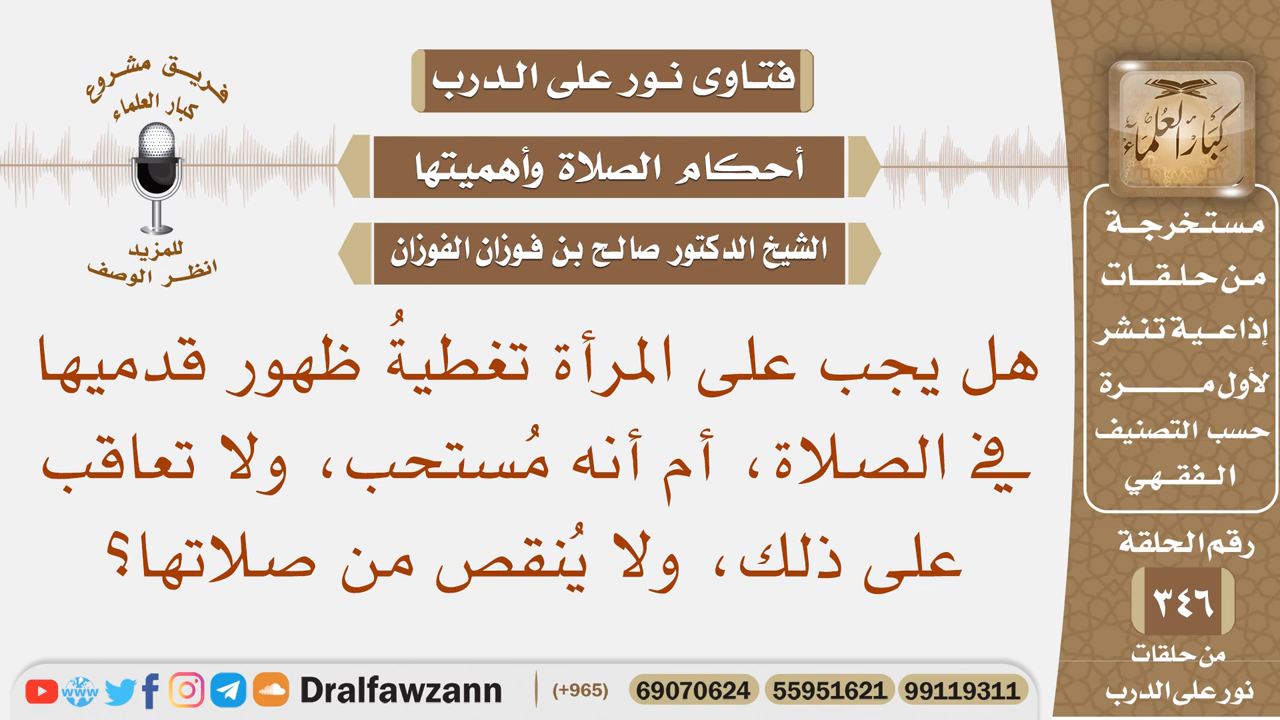 فريق مشروع
كبار العلماء
للمزيد
انظر الوصف
فتاوى نور على الدرب
أحكام الصلاة وأهميتها
الشيخ الدكتور صالح بن فوزان الفوزان
هل يجب على المرأة تغطيةُ ظهور قدميها
في الصلاة، أم أنه مُستحب، ولا تعاقب
على ذلك، ولا يُنقص من صلاتها؟
كبار العلماء
مستخرجة
من حلقات
إذاعية تنشر
لأول مرة
حسب التصنيف
الفقهي
رقم الحلقة
٣٤٦
من حلقات
نور على الدرب
www
Dralfawzann
(+965) 69070624 55951621 99119311